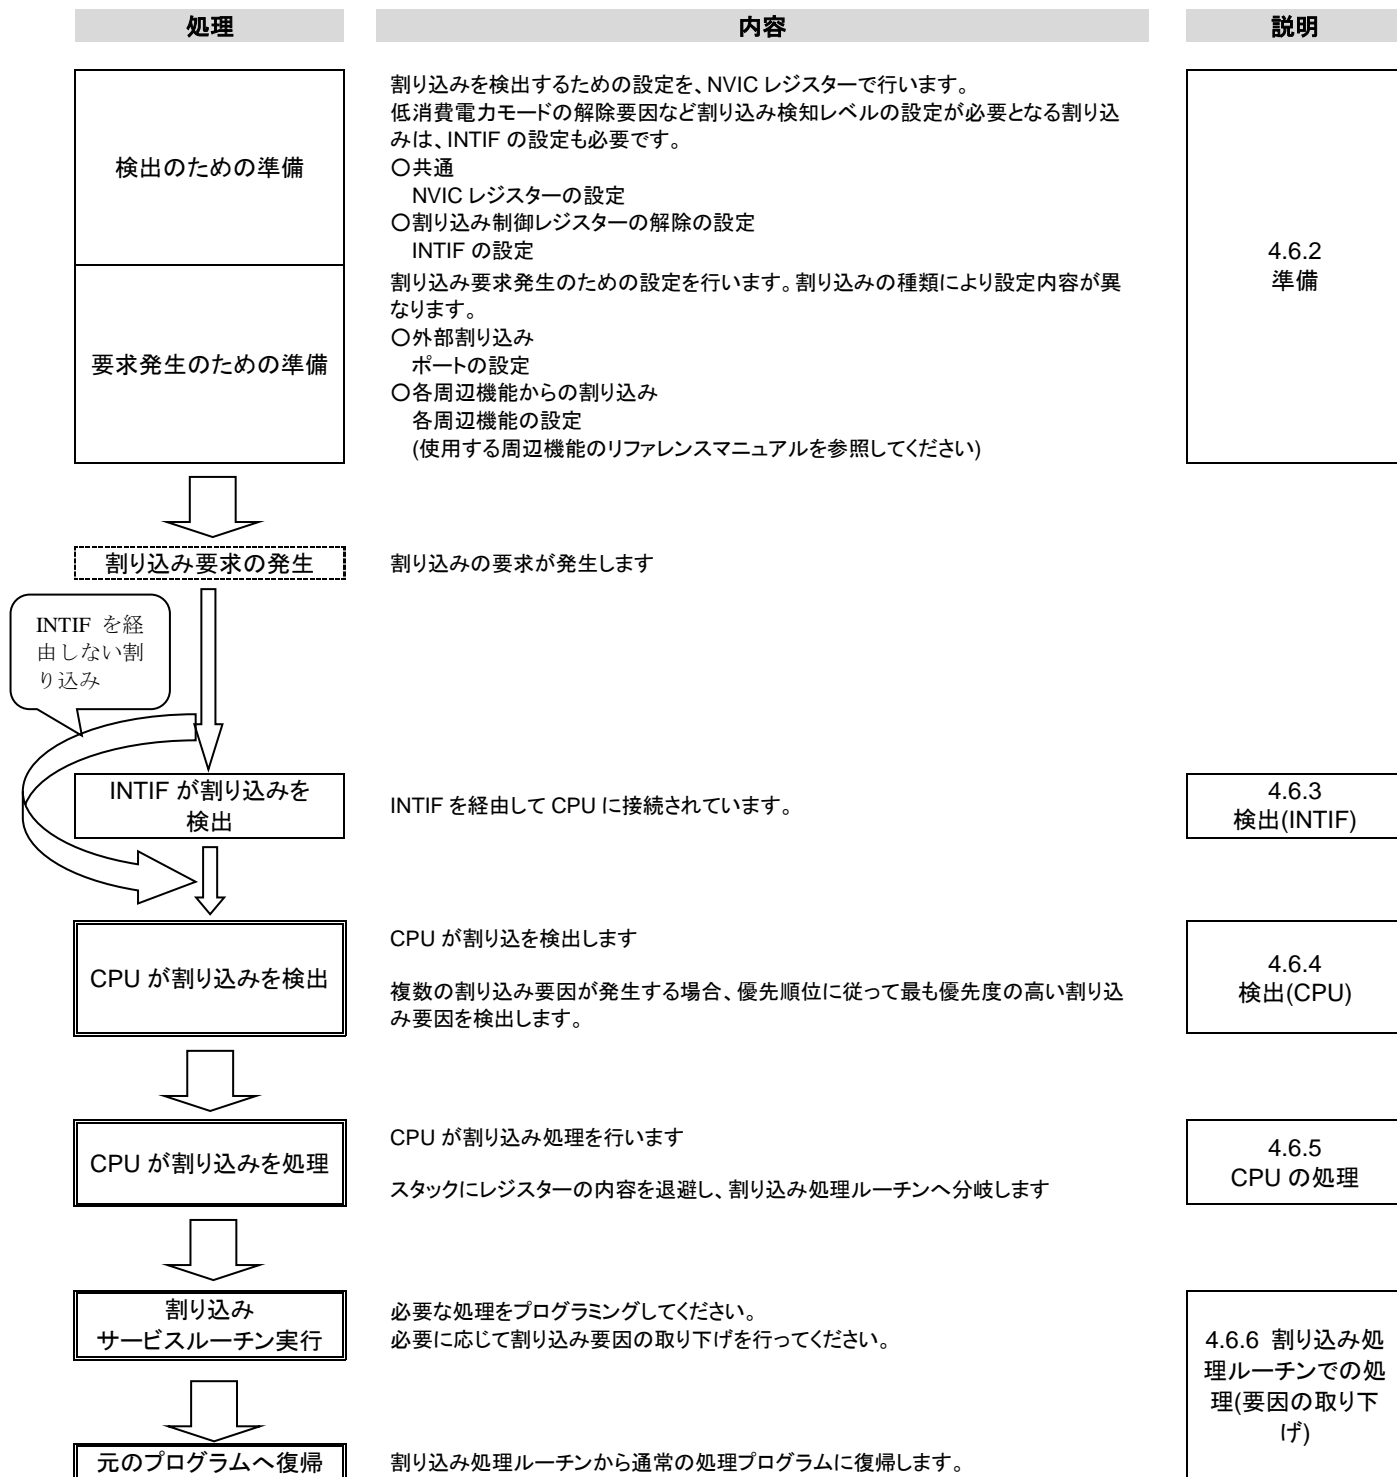 処理
内容
説明
検出のための準備
割り込みを検出するための設定を、NVIC レジスターで行います。
低消費電力モードの解除要因など割り込み検知レベルの設定が必要となる割り込
みは、INTIF の設定も必要です。
〇共通
NVIC レジスターの設定
〇割り込み制御レジスターの解除の設定
INTIF の設定
4.6.2
準備
要求発生のための準備
割り込み要求発生のための設定を行います。割り込みの種類により設定内容が異
なります。
〇外部割り込み
ポートの設定
〇各周辺機能からの割り込み
各周辺機能の設定
(使用する周辺機能のリファレンスマニュアルを参照してください)
割り込み要求の発生
割り込みの要求が発生します
INTIF を経
由しない割
り込み
INTIF が割り込みを
検出
INTIF を経由して CPU に接続されています。
4.6.3
検出(INTIF)
CPU が割り込みを検出
CPU が割り込を検出します
複数の割り込み要因が発生する場合、優先順位に従って最も優先度の高い割り込
み要因を検出します。
4.6.4
検出(CPU)
CPU が割り込みを処理
CPU が割り込み処理を行います
スタックにレジスターの内容を退避し、割り込み処理ルーチンへ分岐します
4.6.5
CPU の処理
割り込み
サービスルーチン実行
必要な処理をプログラミングしてください。
必要に応じて割り込み要因の取り下げを行ってください。
4.6.6 割り込み処
理ルーチンでの処
理(要因の取り下
げ)
元のプログラムへ復帰
割り込み処理ルーチンから通常の処理プログラムに復帰します。